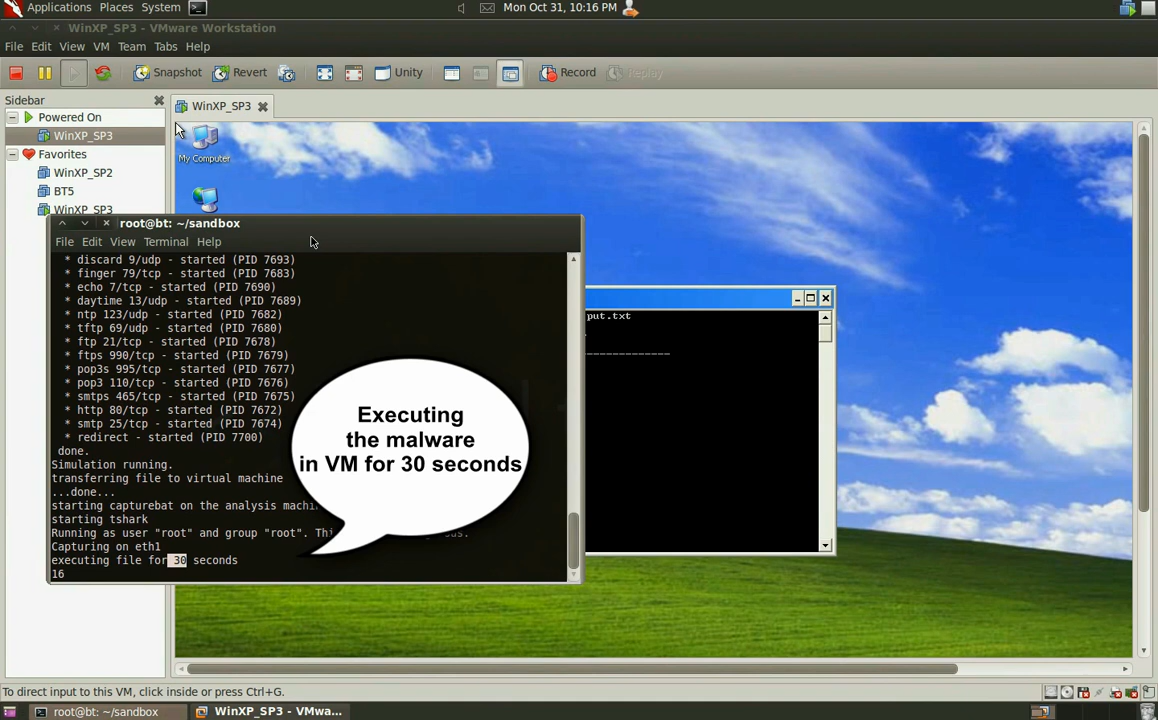 Applications Places System
Mon Oct 31, 10:16 PM
WinXP_SP3 - VMware Workstation
File Edit View VM Team Tabs Help
Snapshot Revert Unity Record Replay
Sidebar
WinXP_SP3
Powered On
WinXP_SP3
Favorites
WinXP_SP2
BT5
WinXP_SP3
My Computer
root@bt: ~/sandbox
File Edit View Terminal Help
* discard 9/udp - started (PID 7693)
* finger 79/tcp - started (PID 7683)
* echo 7/tcp - started (PID 7690)
* daytime 13/udp - started (PID 7689)
* ntp 123/udp - started (PID 7682)
* tftp 69/udp - started (PID 7680)
* ftp 21/tcp - started (PID 7678)
* ftps 990/tcp - started (PID 7679)
* pop3s 995/tcp - started (PID 7677)
* pop3 110/tcp - started (PID 7676)
* smtps 465/tcp - started (PID 7675)
* http 80/tcp - started (PID 7672)
* smtp 25/tcp - started (PID 7674)
* redirect - started (PID 7700)
done.
Simulation running.
transferring file to virtual machine
...done...
starting capturebat on the analysis
starting tshark
Running as user "root" and group "root".
Capturing on eth1
executing file for 30 seconds
16
put.txt
--------------
Executing
the malware
in VM for 30 seconds
To direct input to this VM, click inside or press Ctrl+G.
root@bt: ~/sandbox
WinXP_SP3 - VMwa...